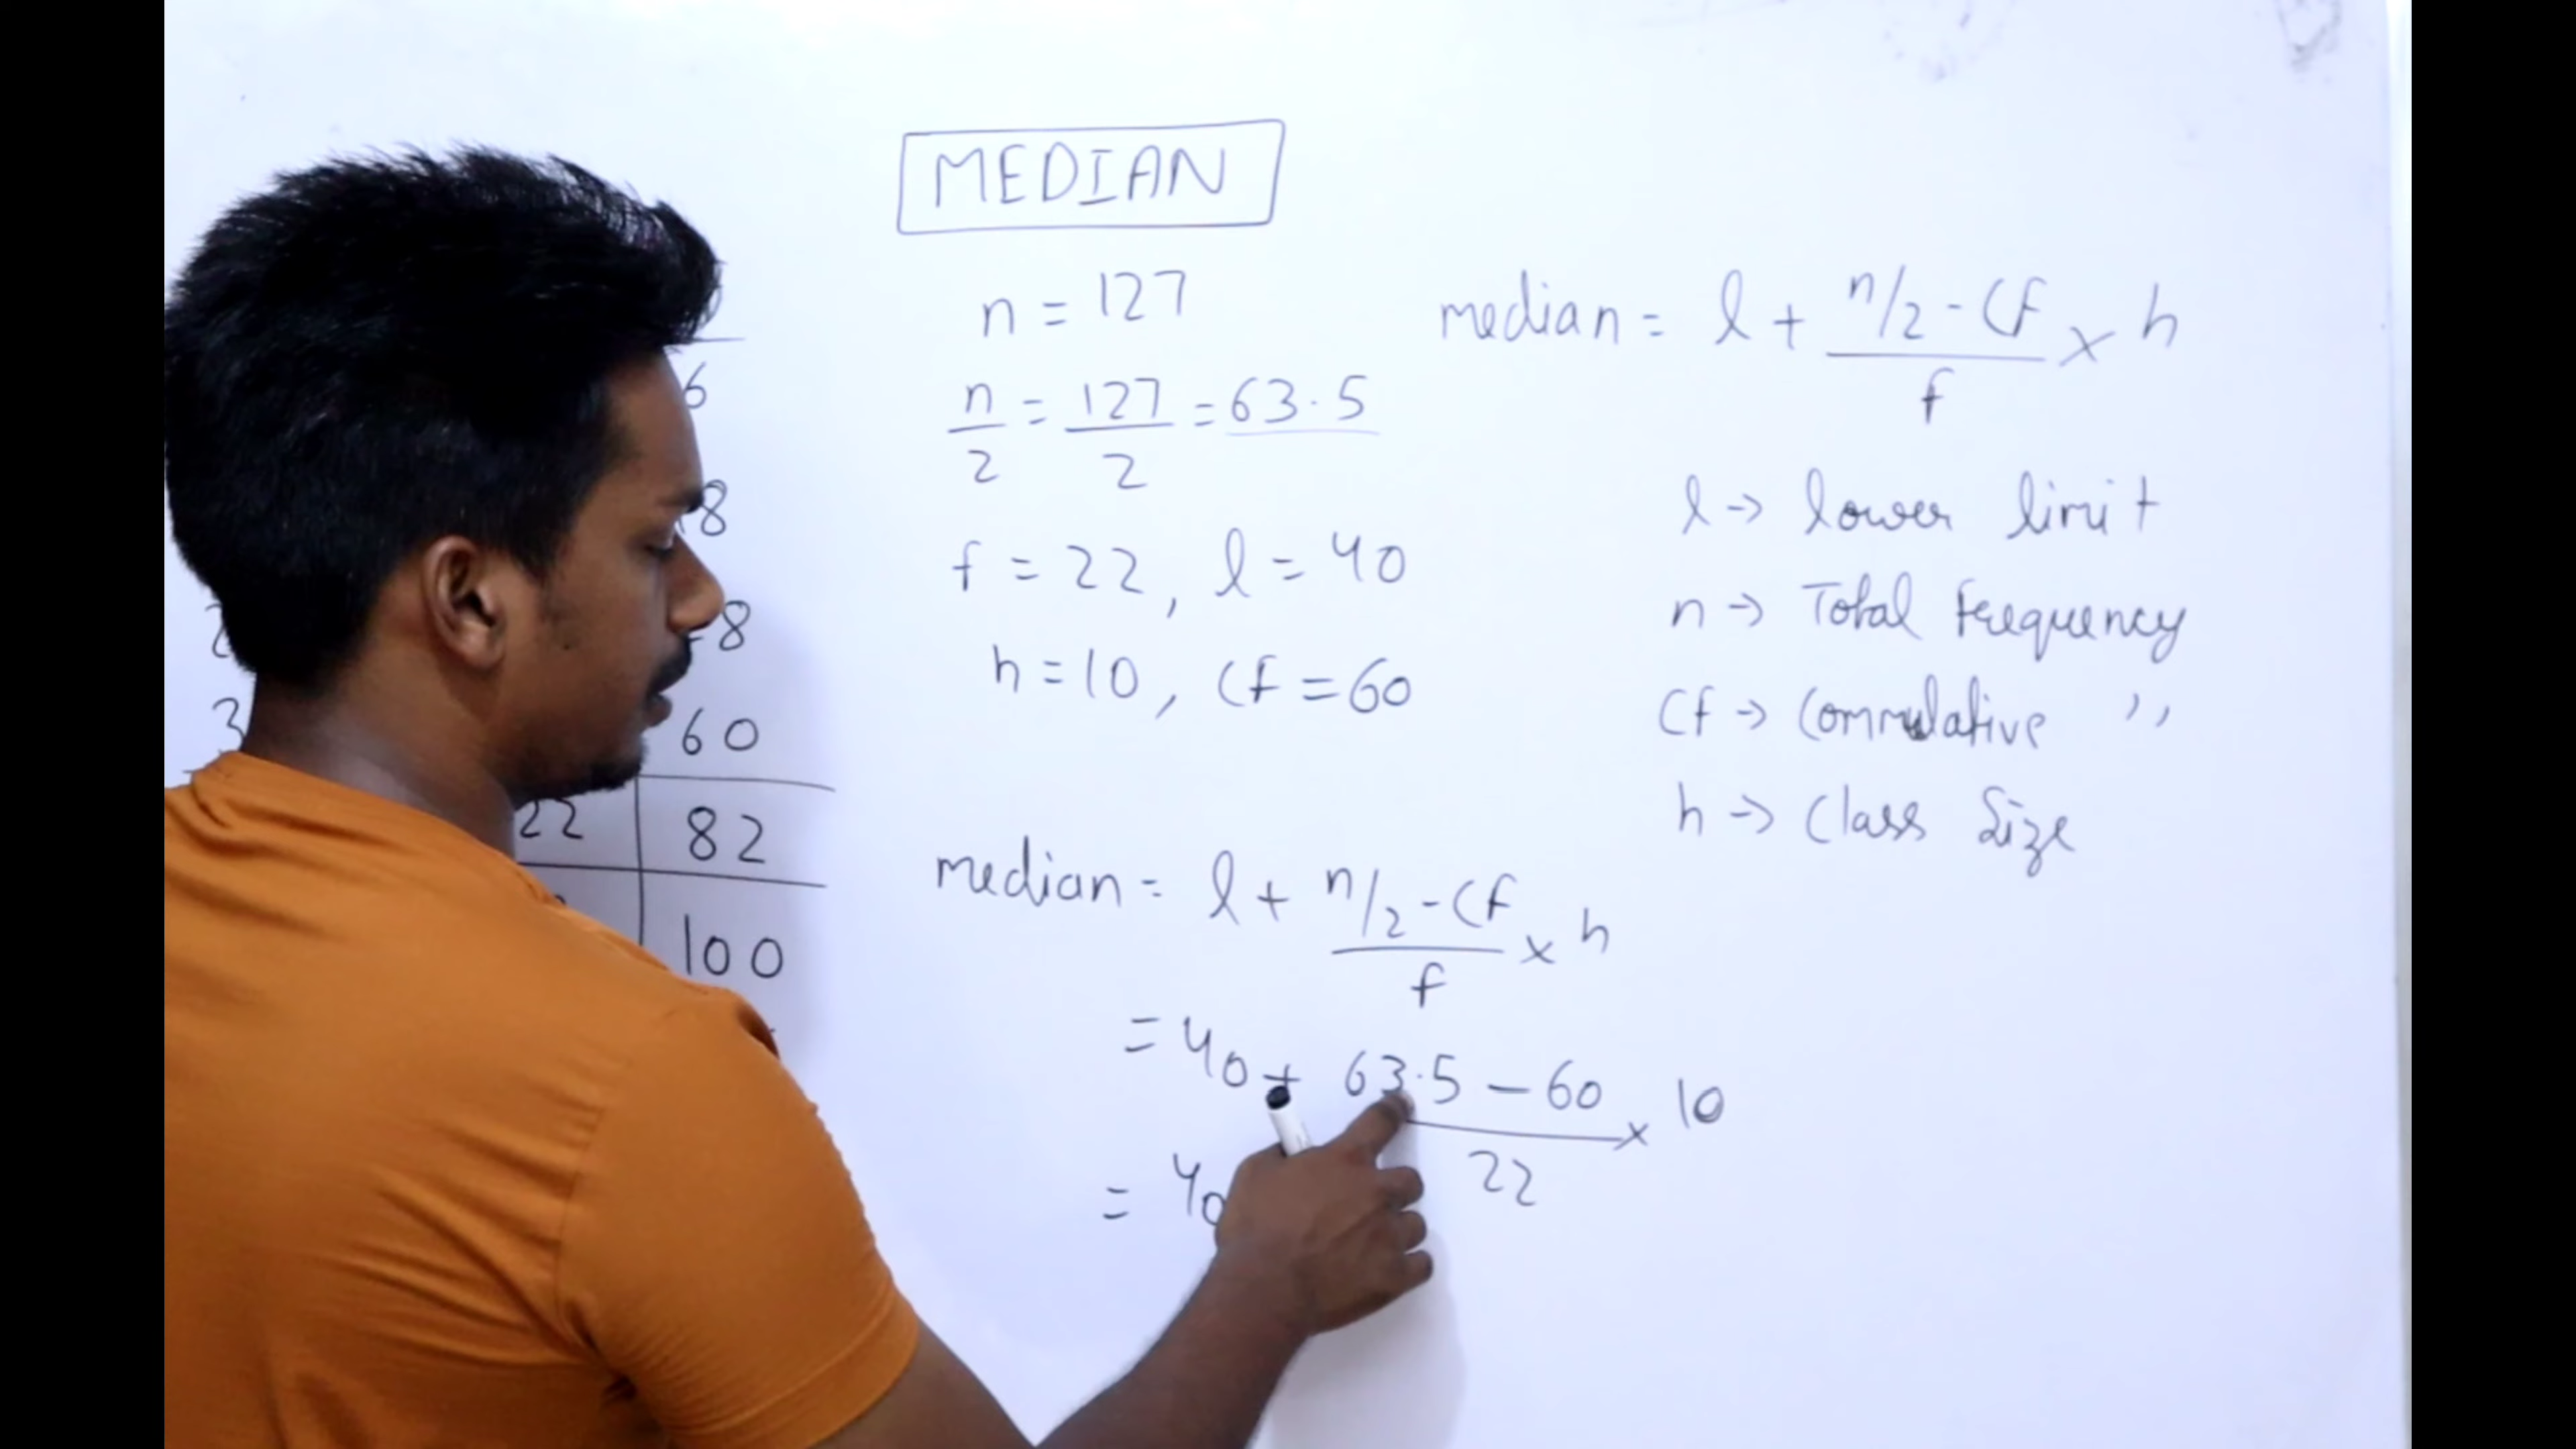 MEDIAN
n = 127
n/2 = 127/2 = 63.5
f = 22, l = 40
h = 10, Cf = 60
median = l + n/2 - Cf / f × h
l → lower limit
n → Total Frequency
Cf → Commulative ,,
h → Class Size
median = l + n/2 - Cf / f × h
= 40 + 63.5 - 60 / 22 × 10
= 40
6
8
8
3
60
22 82
100